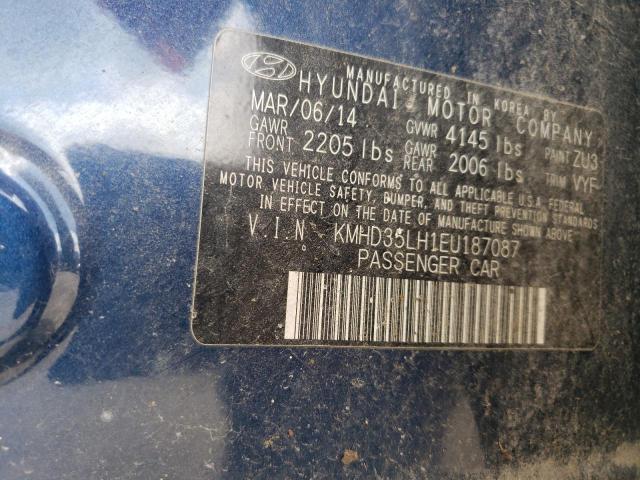 MANUFACTURED IN KOREA BY
HYUNDAI MOTOR COMPANY
MAR/06/14 GVWR 4145 lbs PAINT ZU3
GAWR FRONT 2205 lbs GAWR REAR 2006 lbs TRIM VYF
THIS VEHICLE CONFORMS TO ALL APPLICABLE U.S.A. FEDERAL
MOTOR VEHICLE SAFETY, BUMPER, AND THEFT PREVENTION STANDARDS
IN EFFECT ON THE DATE OF MANUFACTURE SHOWN ABOVE.
V.I.N KMHD35LH1EU187087
PASSENGER CAR